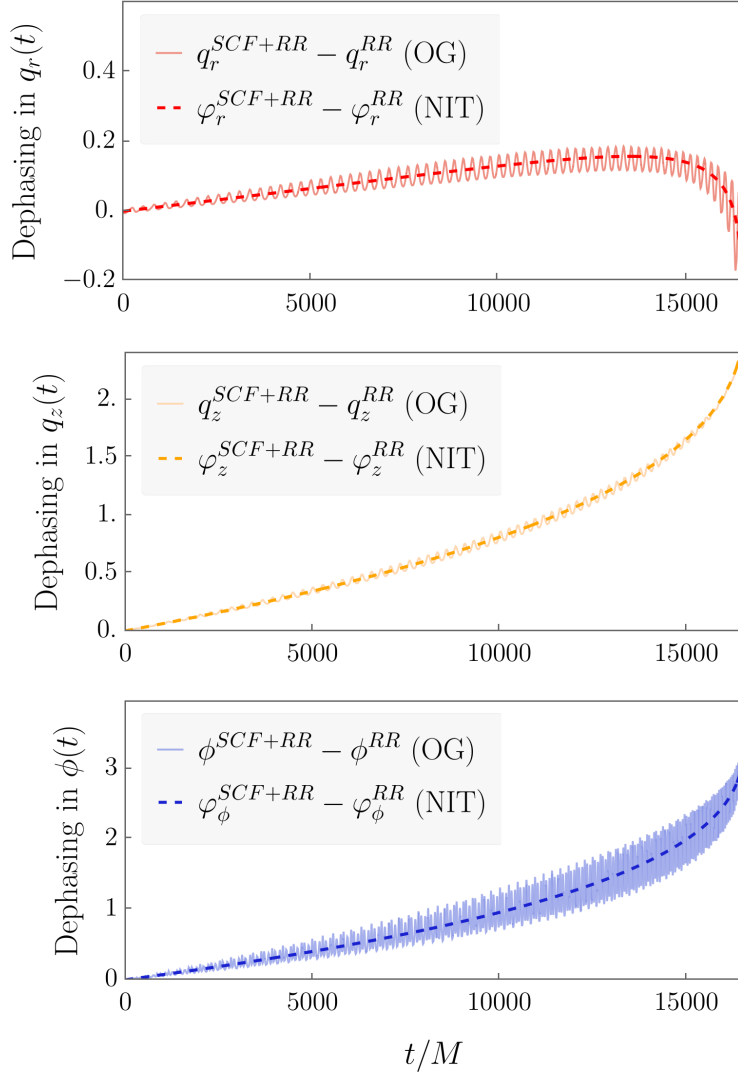 Dephasing in q_r(t)
q_r^{SCF+RR} − q_r^{RR} (OG)
φ_r^{SCF+RR} − φ_r^{RR} (NIT)
0.4
0.2
0.
−0.2
0 5000 10000 15000
Dephasing in q_z(t)
q_z^{SCF+RR} − q_z^{RR} (OG)
φ_z^{SCF+RR} − φ_z^{RR} (NIT)
2.
1.5
1.
0.5
0.
0 5000 10000 15000
Dephasing in ϕ(t)
ϕ^{SCF+RR} − ϕ^{RR} (OG)
φ_ϕ^{SCF+RR} − φ_ϕ^{RR} (NIT)
3
2
1
0
0 5000 10000 15000
t/M